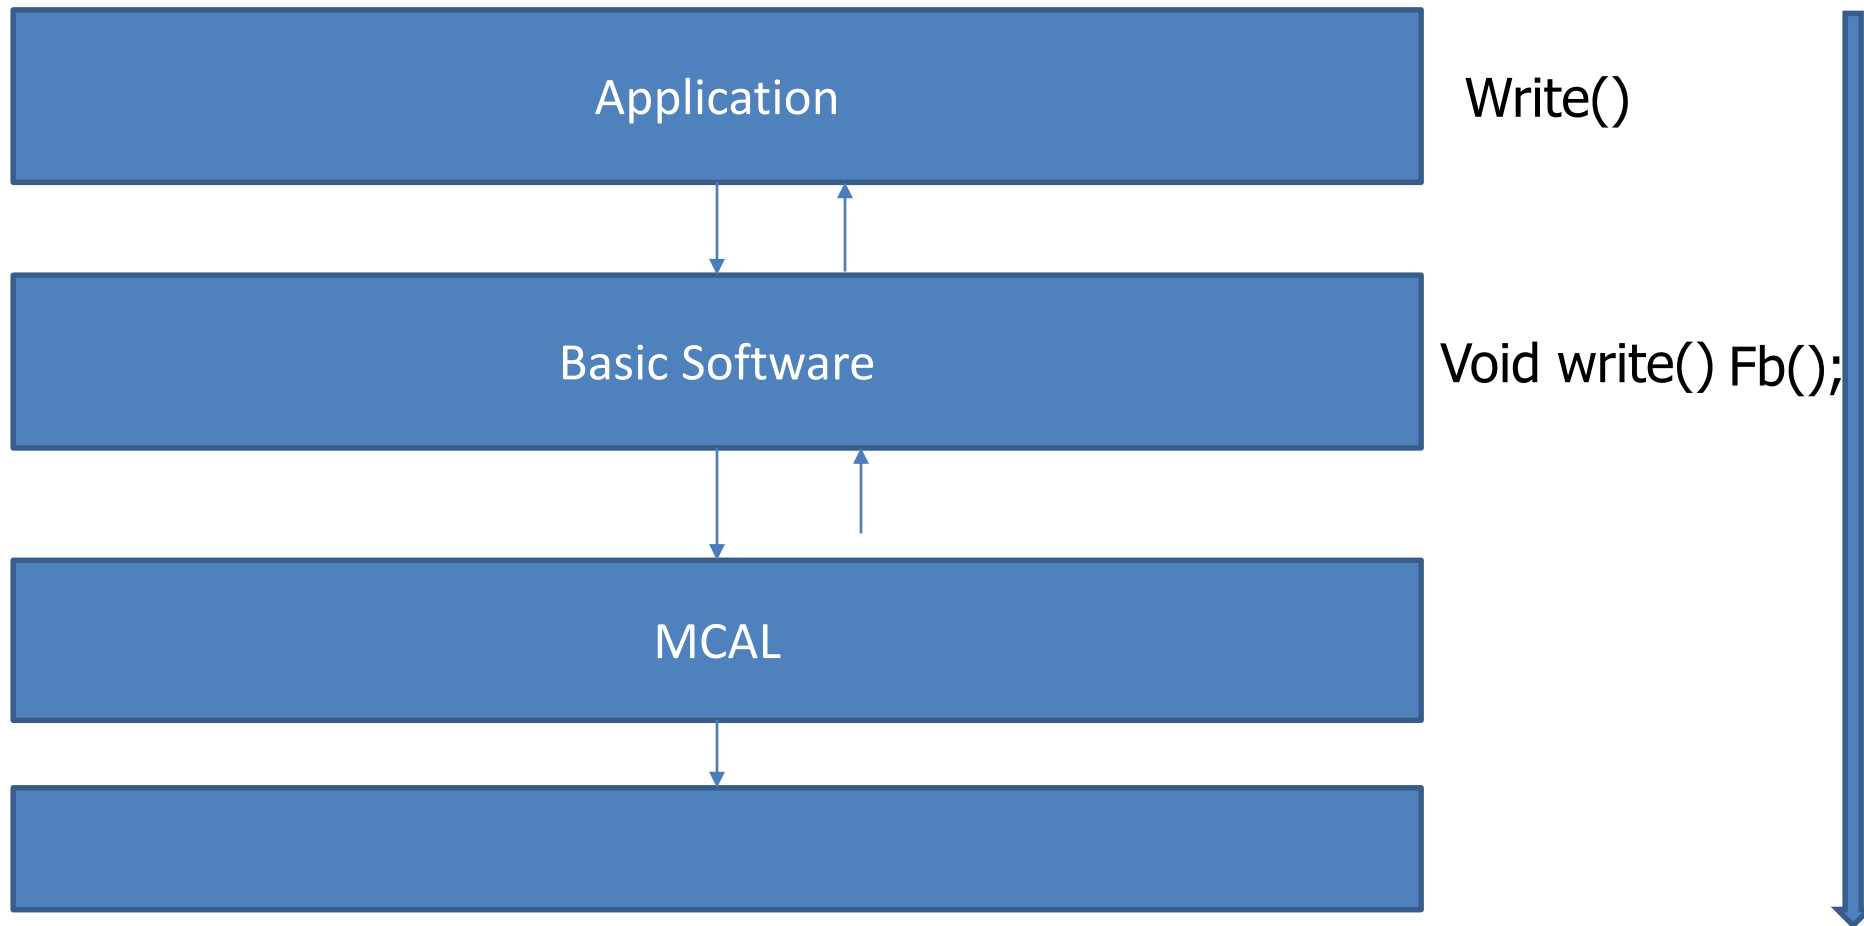 Application
Write()
Basic Software
Void write() Fb();
MCAL